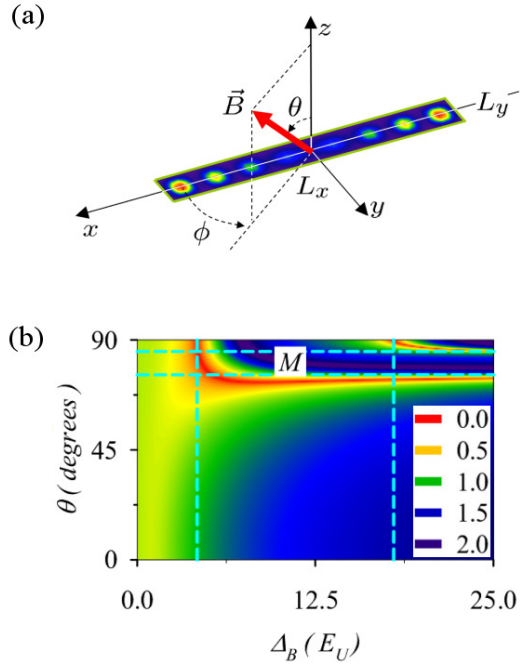 (a)
z
B⃗
θ
L_y
L_x
x
y
ϕ
(b)
90
M
45
0
θ (degrees)
0.0
0.5
1.0
1.5
2.0
0.0 12.5 25.0
Δ_B (E_U)